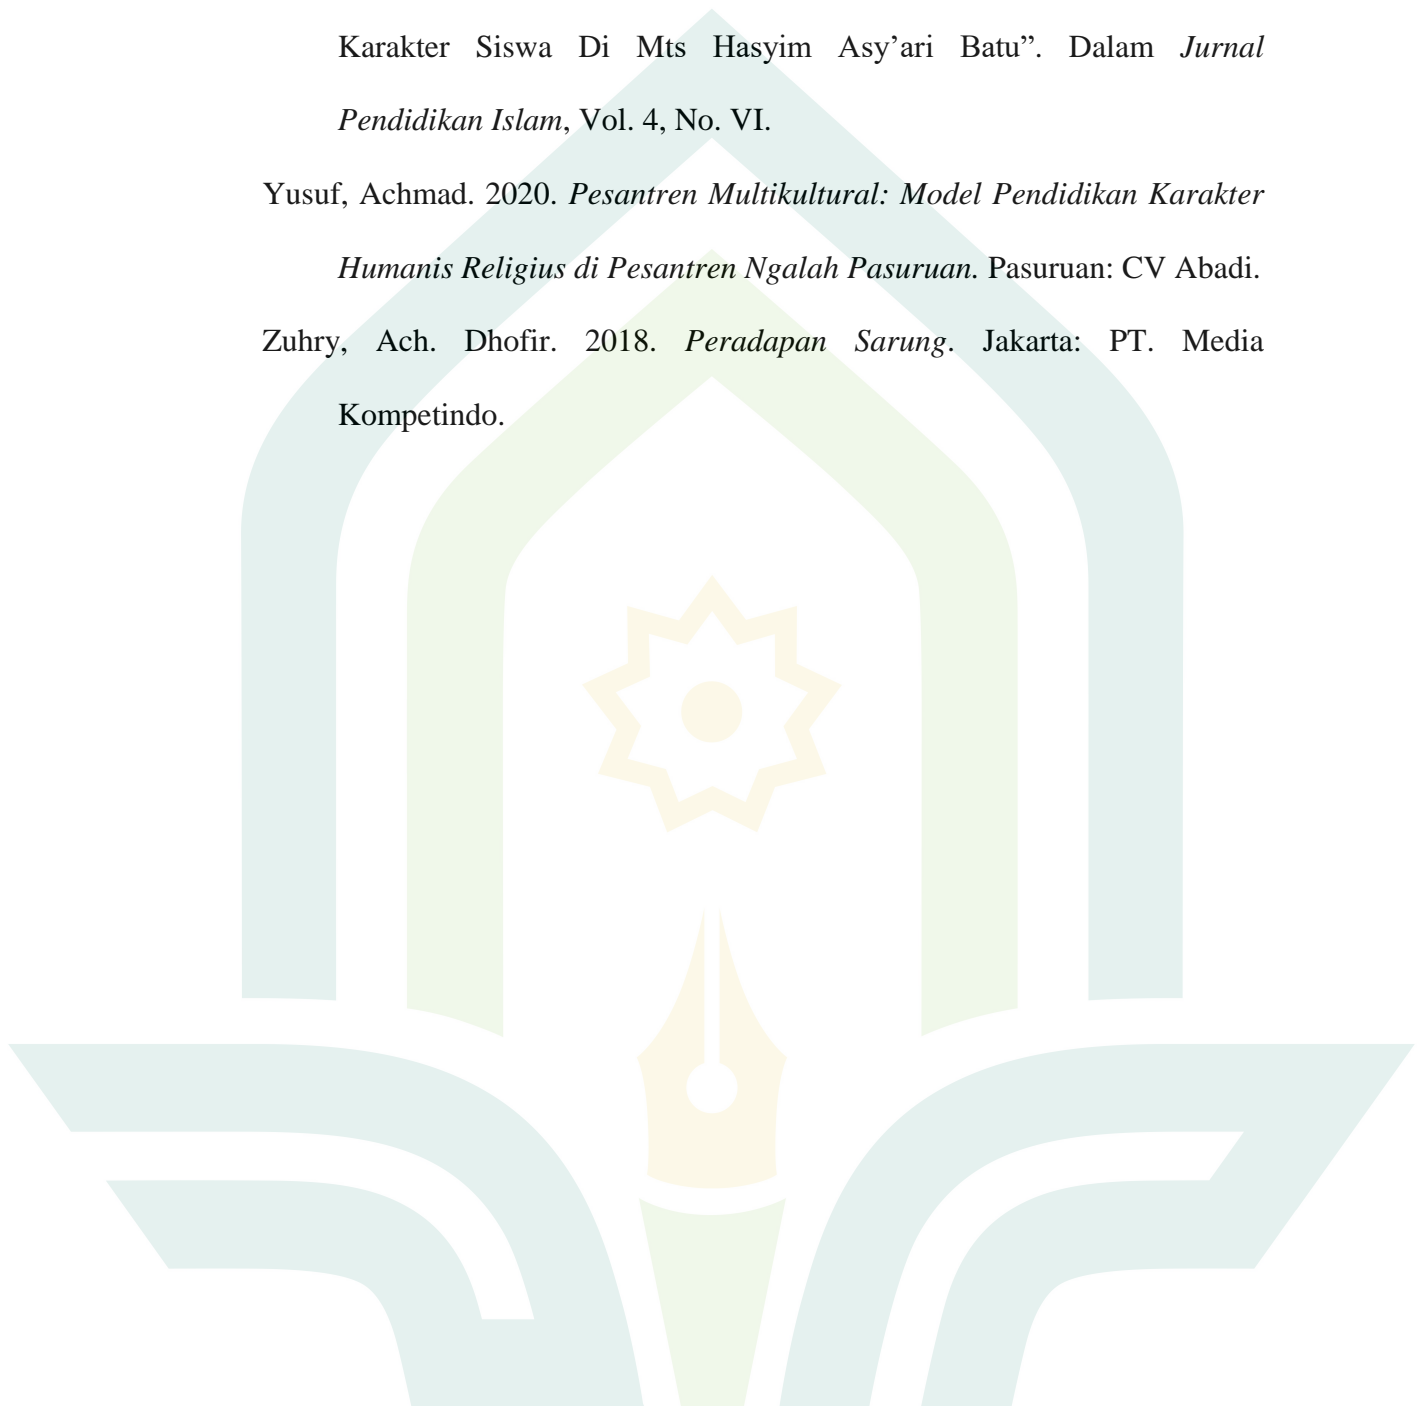 Karakter Siswa Di Mts Hasyim Asy’ari Batu”. Dalam Jurnal
Pendidikan Islam, Vol. 4, No. VI.
Yusuf, Achmad. 2020. Pesantren Multikultural: Model Pendidikan Karakter
Humanis Religius di Pesantren Ngalah Pasuruan. Pasuruan: CV Abadi.
Zuhry, Ach. Dhofir. 2018. Peradapan Sarung. Jakarta: PT. Media
Kompetindo.